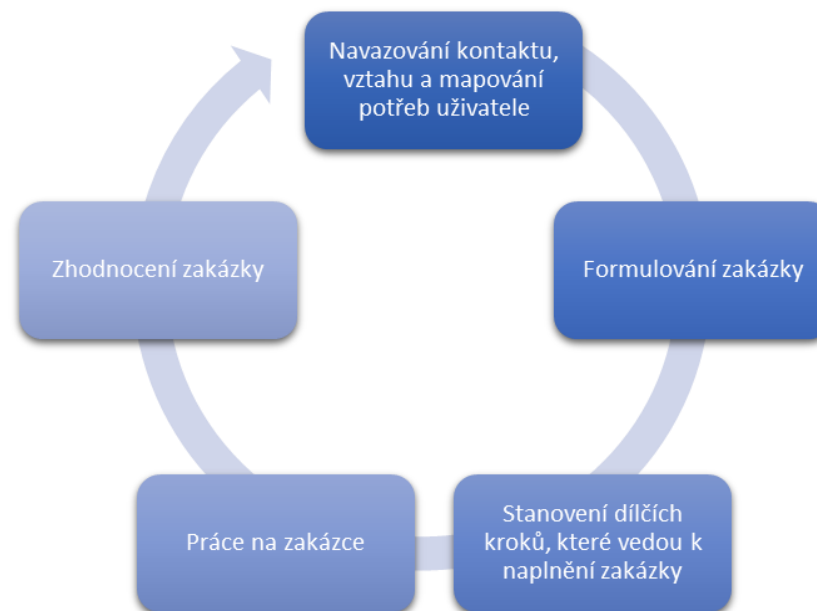 Navazování kontaktu,
vztahu a mapování
potřeb uživatele
Formulování zakázky
Stanovení dílčích
kroků, které vedou k
naplnění zakázky
Práce na zakázce
Zhodnocení zakázky